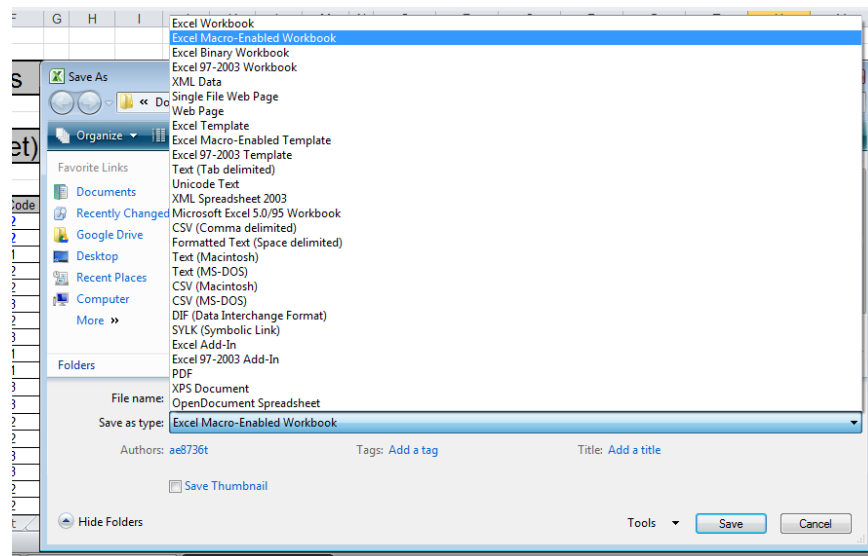 G H I
Excel Workbook
Excel Macro-Enabled Workbook
Excel Binary Workbook
Excel 97-2003 Workbook
XML Data
Single File Web Page
Web Page
Excel Template
Excel Macro-Enabled Template
Excel 97-2003 Template
Text (Tab delimited)
Unicode Text
XML Spreadsheet 2003
Microsoft Excel 5.0/95 Workbook
CSV (Comma delimited)
Formatted Text (Space delimited)
Text (Macintosh)
Text (MS-DOS)
CSV (Macintosh)
CSV (MS-DOS)
DIF (Data Interchange Format)
SYLK (Symbolic Link)
Excel Add-In
Excel 97-2003 Add-In
PDF
XPS Document
OpenDocument Spreadsheet
s
et)
Code
Save As
« Do
Organize
Favorite Links
Documents
Recently Changed
Google Drive
Desktop
Recent Places
Computer
More »
Folders
File name:
Save as type: Excel Macro-Enabled Workbook
Authors: ae8736t Tags: Add a tag Title: Add a title
Save Thumbnail
Hide Folders Tools Save Cancel